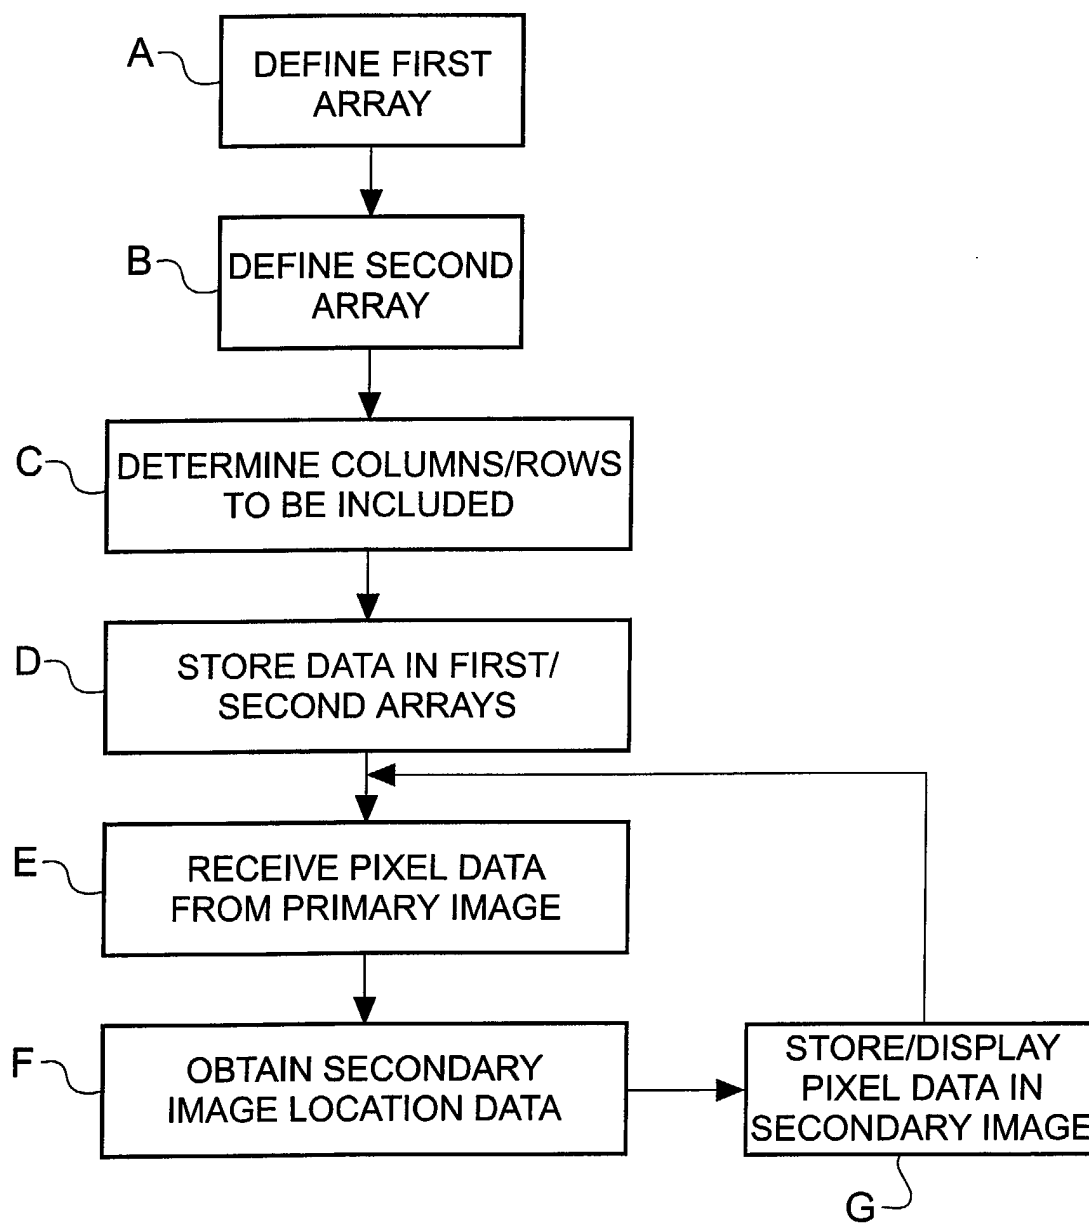 A
DEFINE FIRST
ARRAY
B
DEFINE SECOND
ARRAY
C
DETERMINE COLUMNS/ROWS
TO BE INCLUDED
D
STORE DATA IN FIRST/
SECOND ARRAYS
E
RECEIVE PIXEL DATA
FROM PRIMARY IMAGE
F
OBTAIN SECONDARY
IMAGE LOCATION DATA
STORE/DISPLAY
PIXEL DATA IN
SECONDARY IMAGE
G